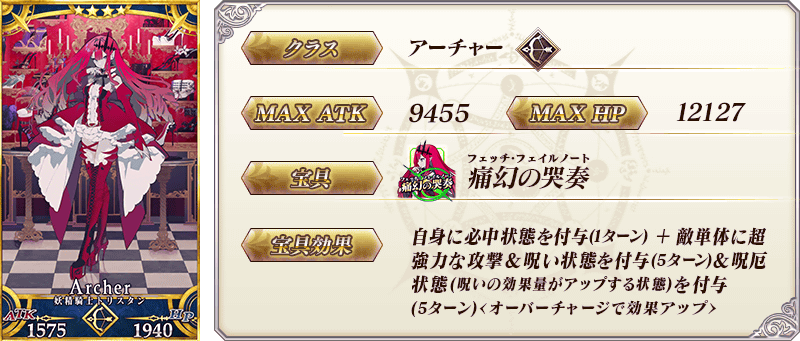 Archer
妖精騎士トリスタン
ATK
1575
1940
HP
クラス
アーチャー
MAX ATK
9455
MAX HP
12127
宝具
痛幻の哭奏
フェッチ・フェイルノート
痛幻の哭奏
宝具効果
自身に必中状態を付与(1ターン) + 敵単体に超
強力な攻撃&呪い状態を付与(5ターン)&呪厄
状態(呪いの効果量がアップする状態)を付与
(5ターン)<オーバーチャージで効果アップ>